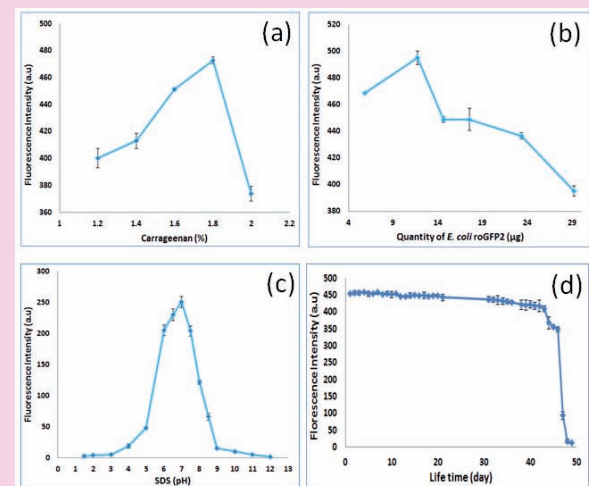 (a)
Fluorescence Intensity (a.u)
500
480
460
440
420
400
380
360
1 1.2 1.4 1.6 1.8 2 2.2
Carrageenan (%)
(b)
Fluorescence Intensity (a.u)
520
500
480
460
440
420
400
380
4 9 14 19 24 29
Quantity of E. coli roGFP2 (µg)
(c)
Fluorescence Intensity (a.u)
300
250
200
150
100
50
0
0 1 2 3 4 5 6 7 8 9 10 11 12 13
SDS (pH)
(d)
Florescence Intensity (a.u)
500
450
400
350
300
250
200
150
100
50
0
0 10 20 30 40 50
Life time (day)